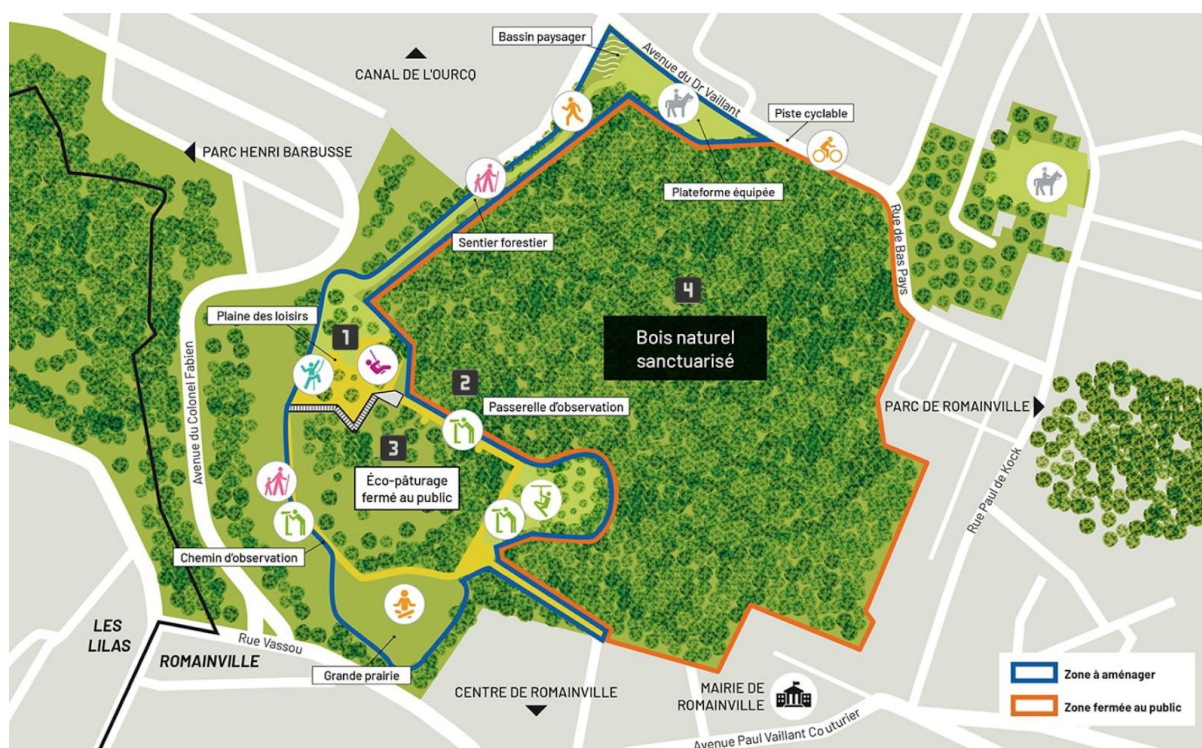 Bassin paysager
Avenue du Dr Vaillant
CANAL DE L'OURCQ
Piste cyclable
PARC HENRI BARBUSSE
Plateforme équipée
Sentier forestier
Rue de Bas Pays
4
Plaine des loisirs
1
Bois naturel
sanctuarisé
2
Passerelle d'observation
PARC DE ROMAINVILLE
Avenue du Colonel Fabien
3
Éco-pâturage
fermé au public
Rue Paul de Kock
Chemin d'observation
LES
LILAS
ROMAINVILLE
Rue Vassou
Grande prairie
CENTRE DE ROMAINVILLE
MAIRIE DE
ROMAINVILLE
Avenue Paul Vaillant Couturier
Zone à aménager
Zone fermée au public